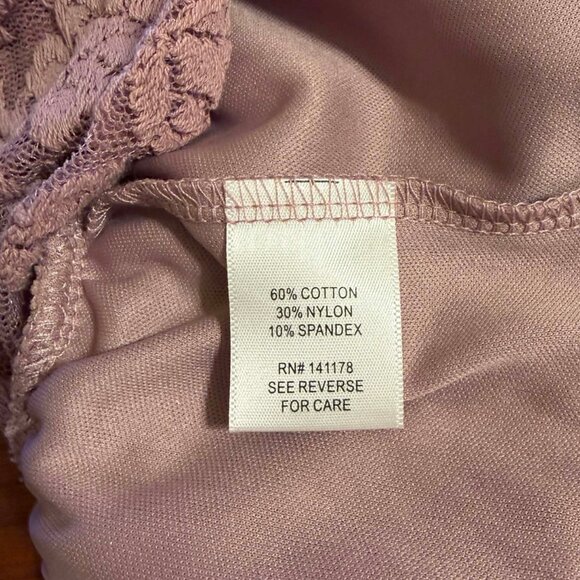 60% COTTON
30% NYLON
10% SPANDEX
RN# 141178
SEE REVERSE
FOR CARE